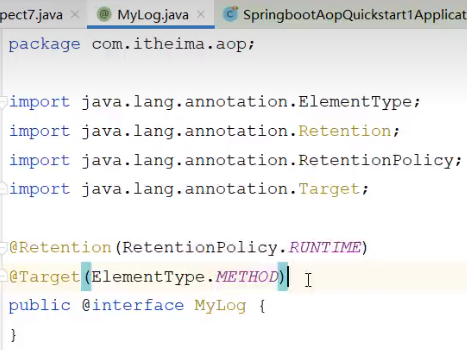 pect7.java × MyLog.java × SpringbootAopQuickstart1Applicat
package com.itheima.aop;
import java.lang.annotation.ElementType;
import java.lang.annotation.Retention;
import java.lang.annotation.RetentionPolicy;
import java.lang.annotation.Target;
@Retention(RetentionPolicy.RUNTIME)
@Target(ElementType.METHOD)
public @interface MyLog {
}